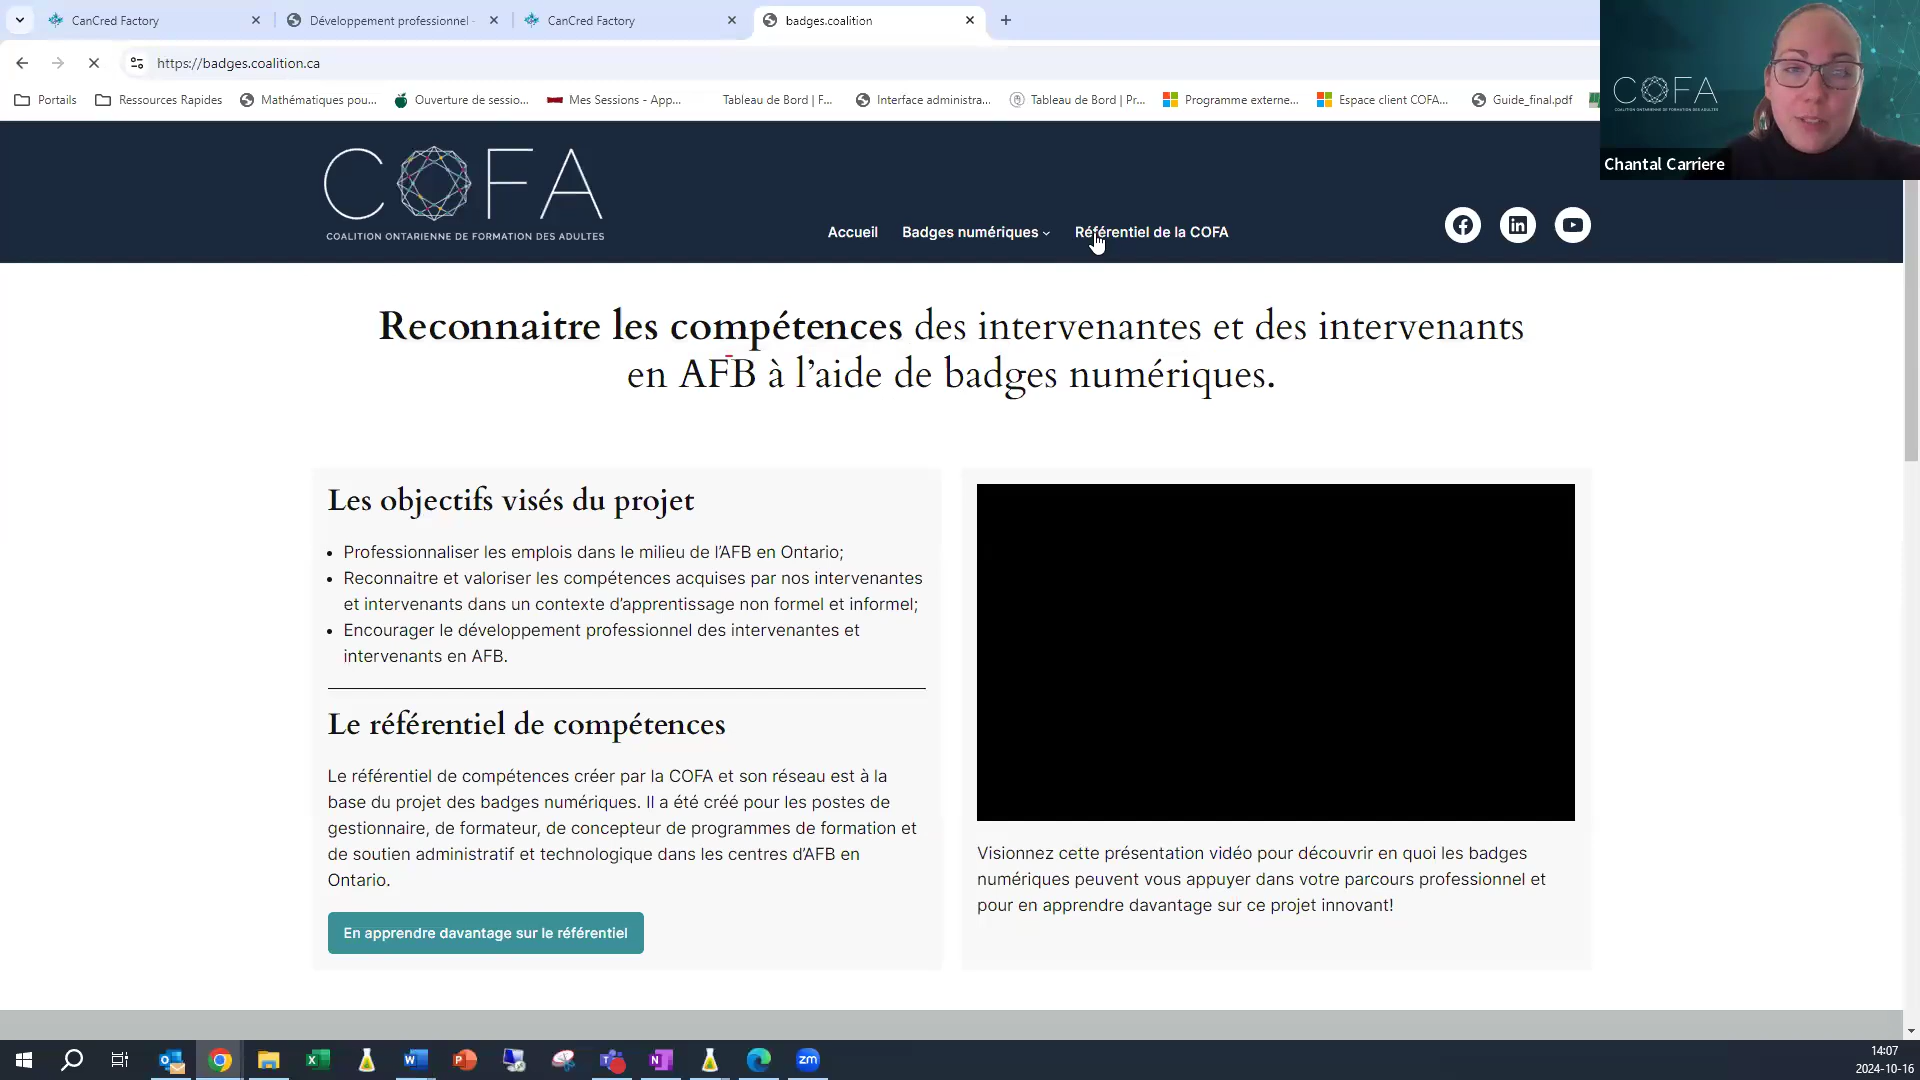 CanCred Factory
Développement professionnel -
CanCred Factory
badges.coalition
https://badges.coalition.ca
Portails
Ressources Rapides
Mathématiques pou...
Ouverture de sessio...
Mes Sessions - App...
Tableau de Bord | F...
Interface administra...
Tableau de Bord | Pr...
Programme externe...
Espace client COFA...
Guide_final.pdf
COFA
Chantal Carriere
COFA
COALITION ONTARIENNE DE FORMATION DES ADULTES
Accueil
Badges numériques
Référentiel de la COFA
Reconnaitre les compétences des intervenantes et des intervenants
en AFB à l’aide de badges numériques.
Les objectifs visés du projet
• Professionnaliser les emplois dans le milieu de l’AFB en Ontario;
• Reconnaitre et valoriser les compétences acquises par nos intervenantes
et intervenants dans un contexte d’apprentissage non formel et informel;
• Encourager le développement professionnel des intervenantes et
intervenants en AFB.
Le référentiel de compétences
Le référentiel de compétences créer par la COFA et son réseau est à la
base du projet des badges numériques. Il a été créé pour les postes de
gestionnaire, de formateur, de concepteur de programmes de formation et
de soutien administratif et technologique dans les centres d’AFB en
Ontario.
En apprendre davantage sur le référentiel
Visionnez cette présentation vidéo pour découvrir en quoi les badges
numériques peuvent vous appuyer dans votre parcours professionnel et
pour en apprendre davantage sur ce projet innovant!
14:07
2024-10-16